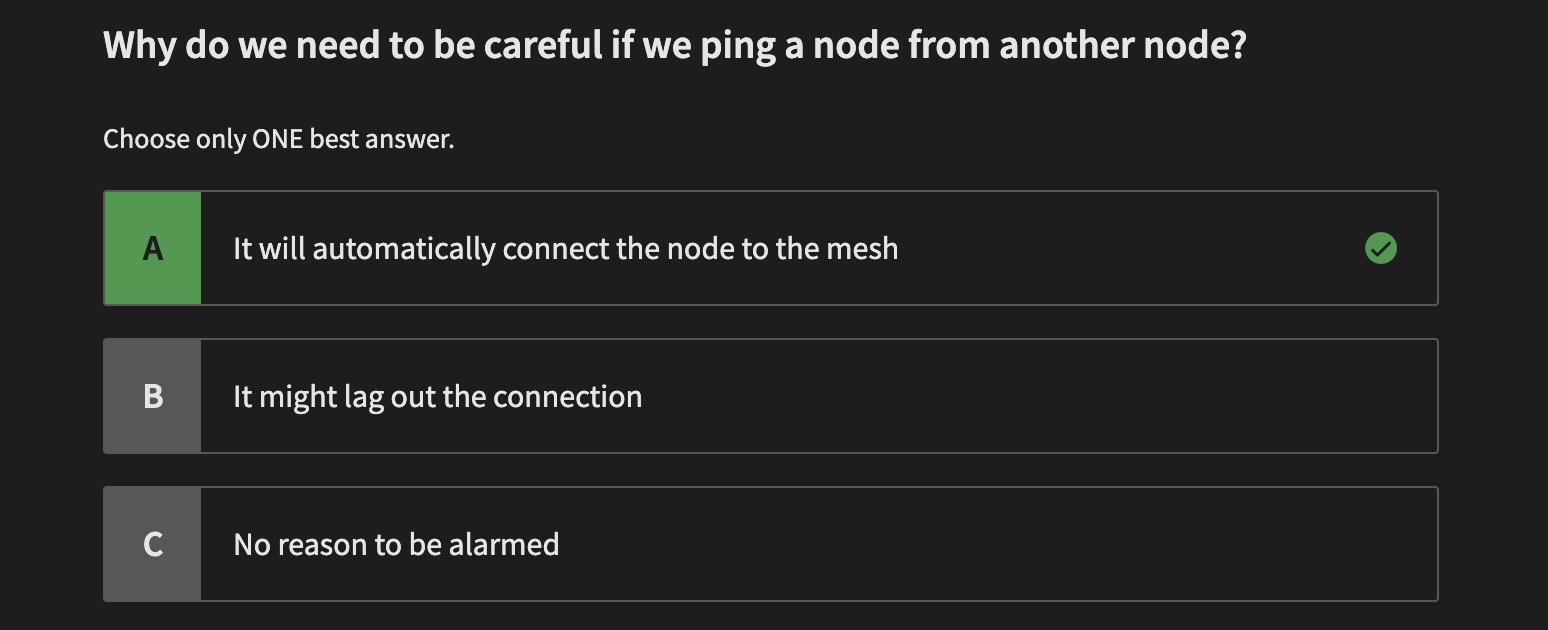 Why do we need to be careful if we ping a node from another node?
Choose only ONE best answer.
A
It will automatically connect the node to the mesh
B
It might lag out the connection
C
No reason to be alarmed